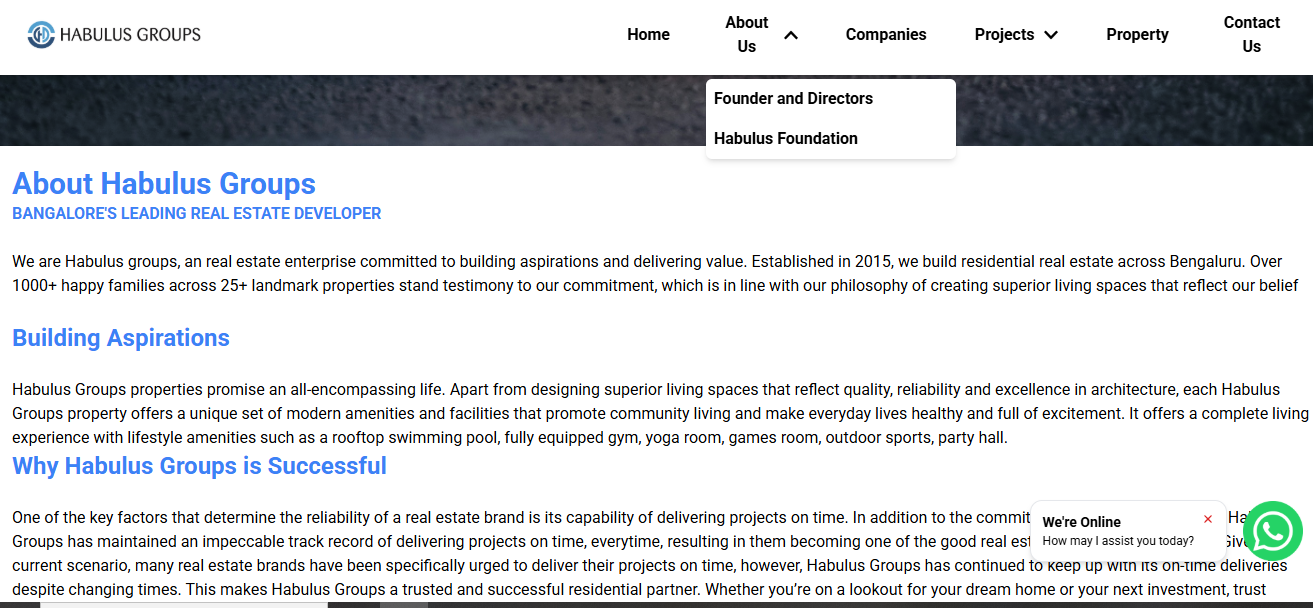 HABULUS GROUPS
Home
About
Us
Companies
Projects
Property
Contact
Us
Founder and Directors
Habulus Foundation
About Habulus Groups
BANGALORE'S LEADING REAL ESTATE DEVELOPER
We are Habulus groups, an real estate enterprise committed to building aspirations and delivering value. Established in 2015, we build residential real estate across Bengaluru. Over
1000+ happy families across 25+ landmark properties stand testimony to our commitment, which is in line with our philosophy of creating superior living spaces that reflect our belief
Building Aspirations
Habulus Groups properties promise an all-encompassing life. Apart from designing superior living spaces that reflect quality, reliability and excellence in architecture, each Habulus
Groups property offers a unique set of modern amenities and facilities that promote community living and make everyday lives healthy and full of excitement. It offers a complete living
experience with lifestyle amenities such as a rooftop swimming pool, fully equipped gym, yoga room, games room, outdoor sports, party hall.
Why Habulus Groups is Successful
One of the key factors that determine the reliability of a real estate brand is its capability of delivering projects on time. In addition to the
Groups has maintained an impeccable track record of delivering projects on time, everytime, resulting in them becoming one of the good real
current scenario, many real estate brands have been specifically urged to deliver their projects on time, however, Habulus Groups has continued to keep up with its on-time deliveries
despite changing times. This makes Habulus Groups a trusted and successful residential partner. Whether you’re on a lookout for your dream home or your next investment, trust
We're Online
How may I assist you today?